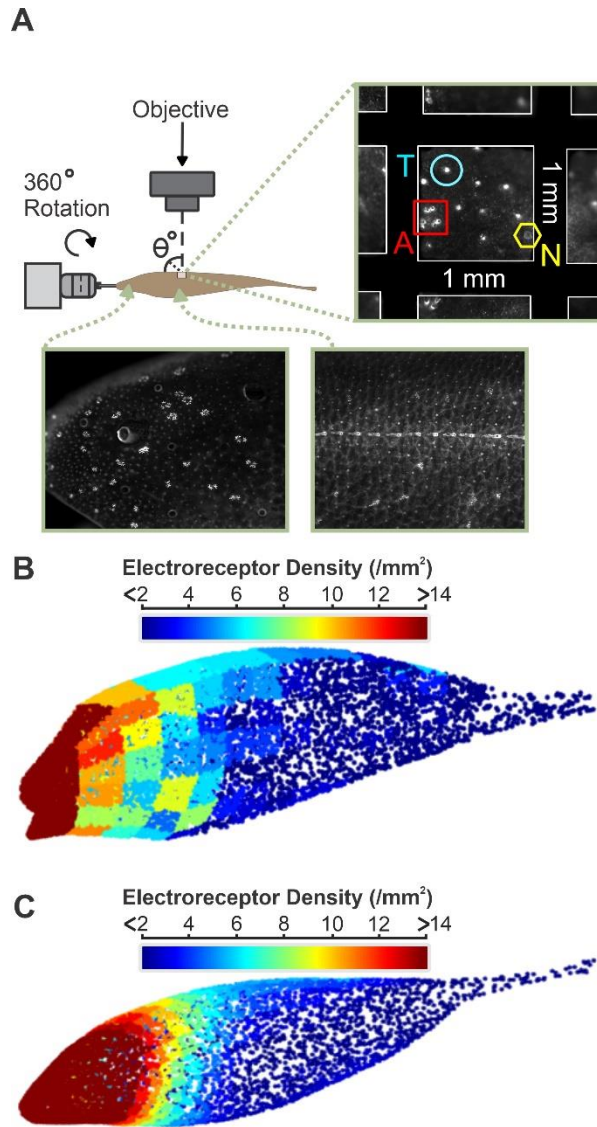 A
Objective
360°
Rotation
θ°
T
A
N
1 mm
1 mm
B
Electroreceptor Density (/mm²)
<2 4 6 8 10 12 >14
C
Electroreceptor Density (/mm²)
<2 4 6 8 10 12 >14